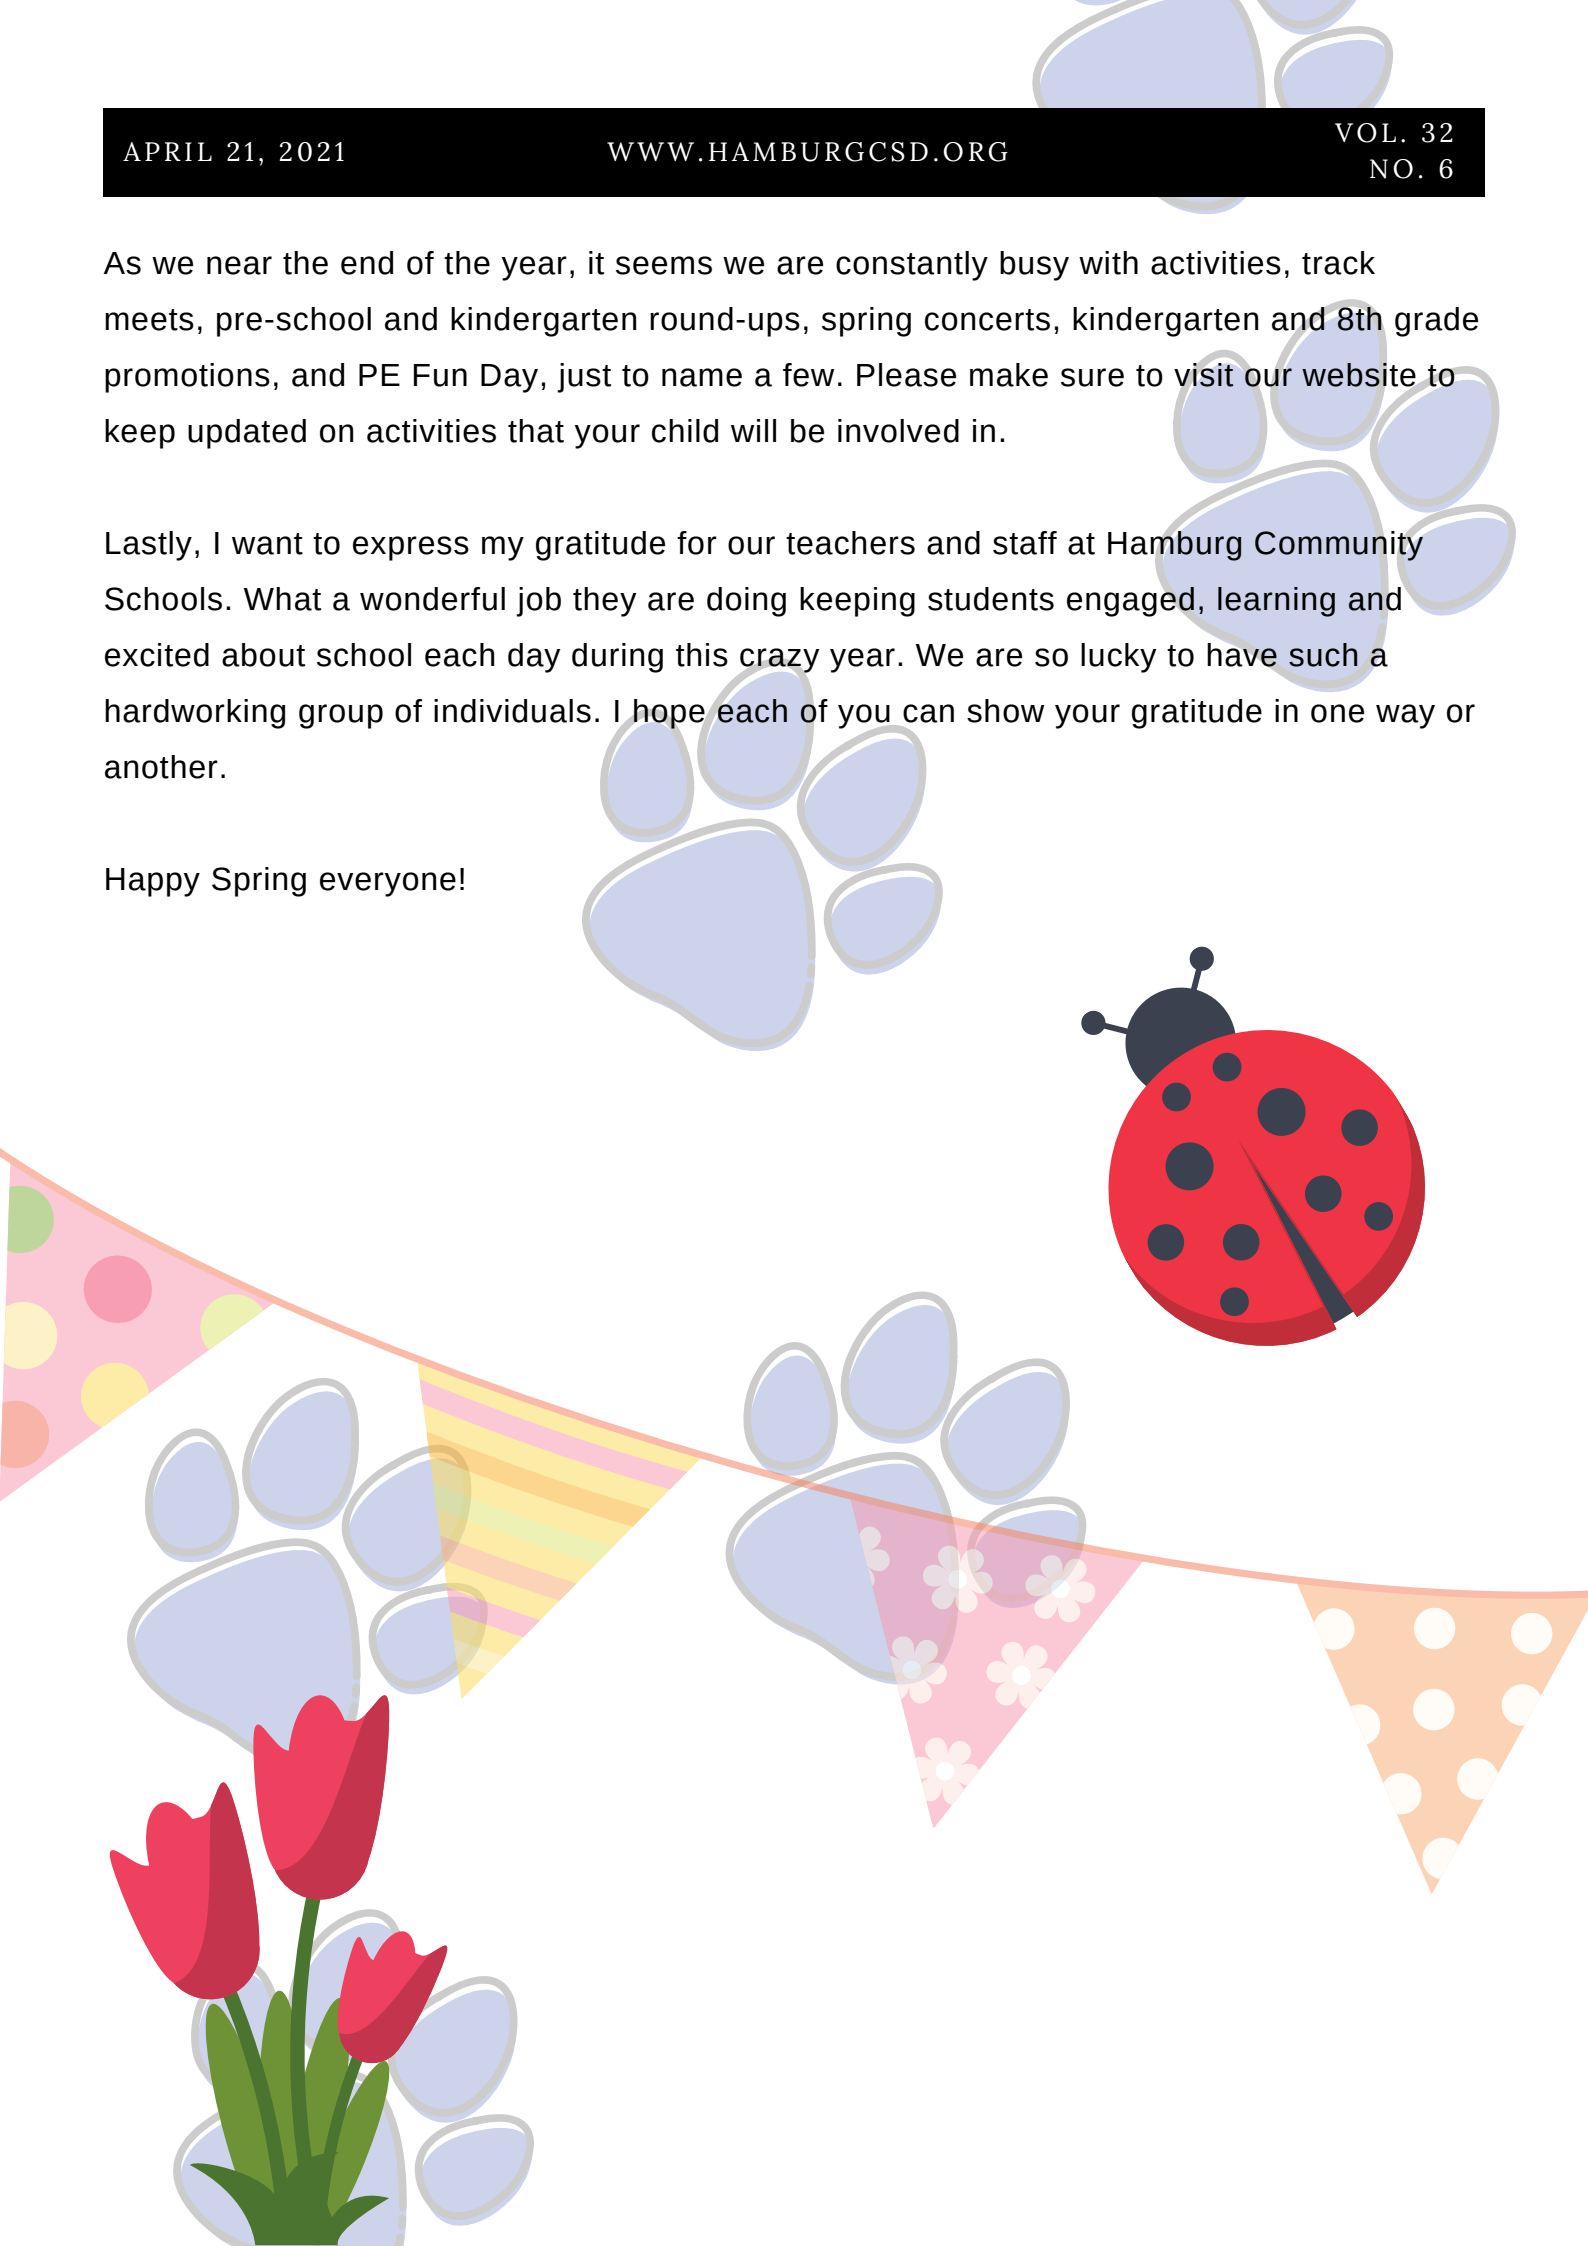 APRIL 21, 2021
WWW.HAMBURGCSD.ORG
VOL. 32
NO. 6
As we near the end of the year, it seems we are constantly busy with activities, track
meets, pre-school and kindergarten round-ups, spring concerts, kindergarten and 8th grade
promotions, and PE Fun Day, just to name a few. Please make sure to visit our website to
keep updated on activities that your child will be involved in.
Lastly, I want to express my gratitude for our teachers and staff at Hamburg Community
Schools. What a wonderful job they are doing keeping students engaged, learning and
excited about school each day during this crazy year. We are so lucky to have such a
hardworking group of individuals. I hope each of you can show your gratitude in one way or
another.
Happy Spring everyone!